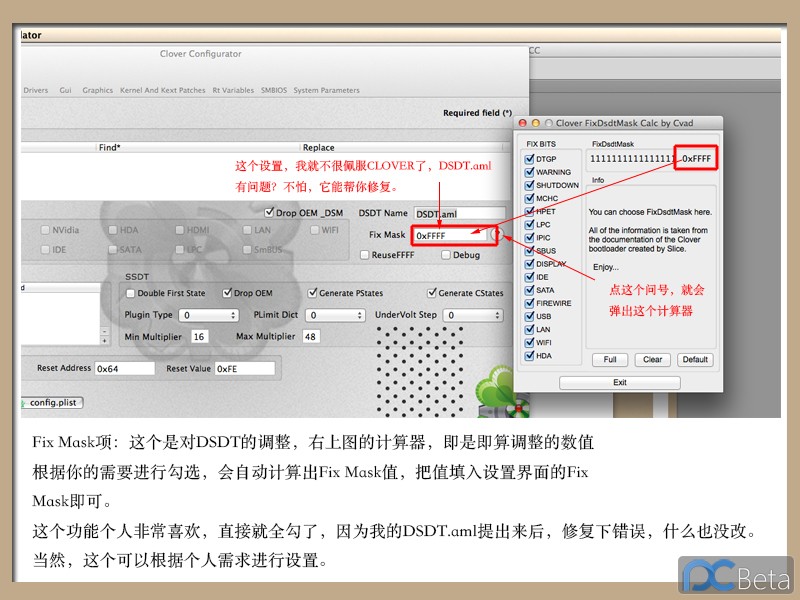 lator
Clover Configurator
CC
Drivers Gui Graphics Kernel And Kext Patches Rt Variables SMBIOS System Parameters
Required field (*)
Find* Replace
这个设置，我就不很佩服CLOVER了，DSDT.aml
有问题？不怕，它能帮你修复。
Drop OEM _DSM DSDT Name DSDT.aml
NVidia HDA HDMI LAN WIFI
Fix Mask 0xFFFF ?
IDE SATA LPC SmBUS
ReuseFFFF Debug
SSDT
Double First State Drop OEM Generate PStates Generate CStates
Plugin Type 0 PLimit Dict 0 UnderVolt Step 0
Min Multiplier 16 Max Multiplier 48
Reset Address 0x64 Reset Value 0xFE
config.plist
Clover FixDsdtMask Calc by Cvad
FIX BITS
DTGP
WARNING
SHUTDOWN
MCHC
HPET
LPC
IPIC
SBUS
DISPLAY
IDE
SATA
FIREWIRE
USB
LAN
WIFI
HDA
FixDsdtMask
1111111111111111 0xFFFF
Info
You can choose FixDsdtMask here.
All of the information is taken from
the documentation of the Clover
bootloader created by Slice.
Enjoy...
点这个问号，就会
弹出这个计算器
Full Clear Default
Exit
Fix Mask项：这个是对DSDT的调整，右上图的计算器，即是即算调整的数值
根据你的需要进行勾选，会自动计算出Fix Mask值，把值填入设置界面的Fix
Mask即可。
这个功能个人非常喜欢，直接就全勾了，因为我的DSDT.aml提出来后，修复下错误，什么也没改。
当然，这个可以根据个人需求进行设置。
PCBeta